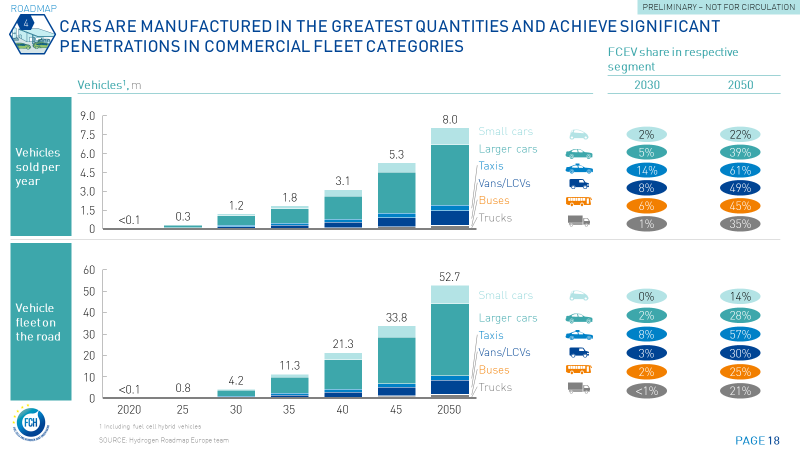 ROADMAP
PRELIMINARY – NOT FOR CIRCULATION
4
CARS ARE MANUFACTURED IN THE GREATEST QUANTITIES AND ACHIEVE SIGNIFICANT
PENETRATIONS IN COMMERCIAL FLEET CATEGORIES
FCEV share in respective
segment
Vehicles¹, m
2030 2050
Vehicles
sold per
year
9.0
7.5
6.0
4.5
3.0
1.5
0
<0.1 0.3 1.2 1.8 3.1 5.3 8.0
Small cars 2% 22%
Larger cars 5% 39%
Taxis 14% 61%
Vans/LCVs 8% 49%
Buses 6% 45%
Trucks 1% 35%
Vehicle
fleet on
the road
60
50
40
30
20
10
0
<0.1 0.8 4.2 11.3 21.3 33.8 52.7
Small cars 0% 14%
Larger cars 2% 28%
Taxis 8% 57%
Vans/LCVs 3% 30%
Buses 2% 25%
Trucks <1% 21%
2020 25 30 35 40 45 2050
FCH
1 Including fuel cell hybrid vehicles
SOURCE: Hydrogen Roadmap Europe team
PAGE 18